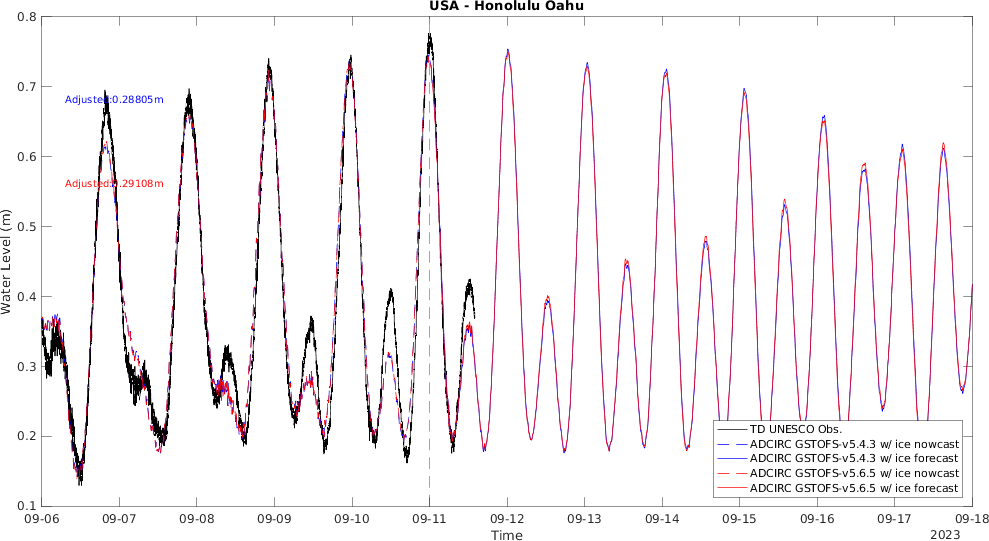 USA - Honolulu Oahu
0.8
0.7
0.6
0.5
0.4
0.3
0.2
0.1
Water Level (m)
Adjusted:0.28805m
Adjusted:0.29108m
TD UNESCO Obs.
ADCIRC GSTOFS-v5.4.3 w/ ice nowcast
ADCIRC GSTOFS-v5.4.3 w/ ice forecast
ADCIRC GSTOFS-v5.6.5 w/ ice nowcast
ADCIRC GSTOFS-v5.6.5 w/ ice forecast
09-06 09-07 09-08 09-09 09-10 09-11 09-12 09-13 09-14 09-15 09-16 09-17 09-18
Time
2023